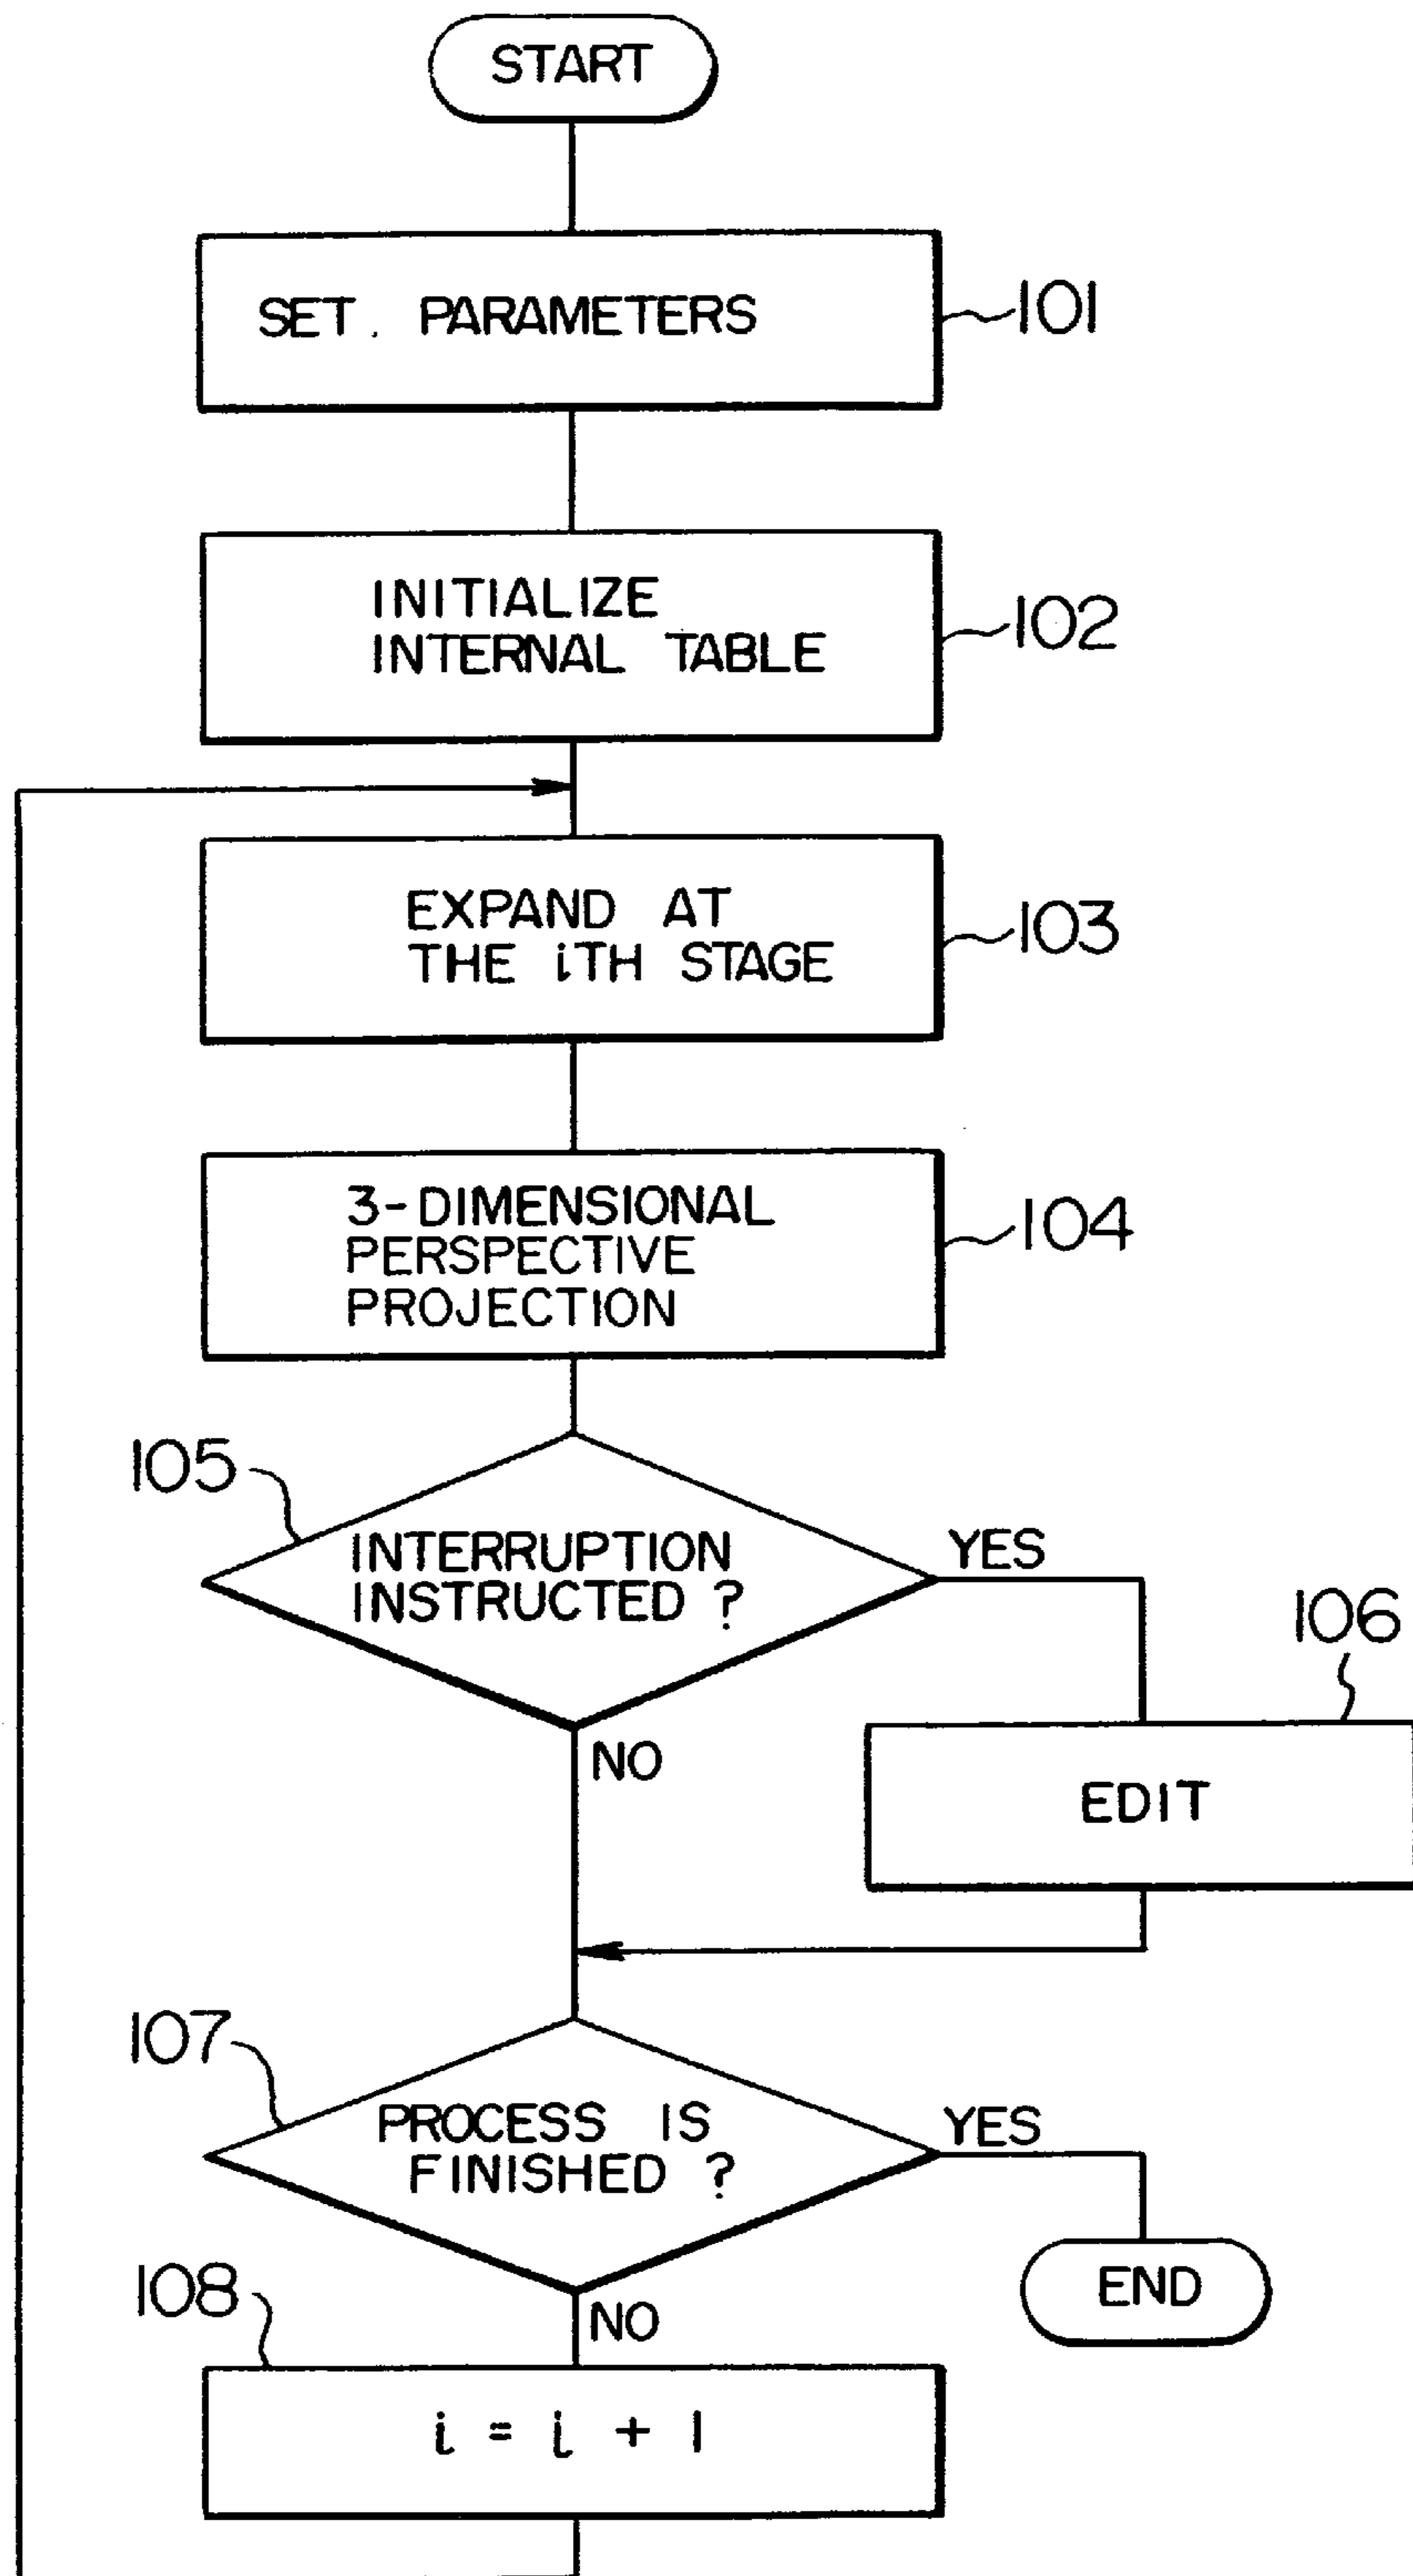 START
SET. PARAMETERS
101
INITIALIZE
INTERNAL TABLE
102
EXPAND AT
THE iTH STAGE
103
3-DIMENSIONAL
PERSPECTIVE
PROJECTION
104
105
INTERRUPTION
INSTRUCTED ?
YES
NO
106
EDIT
107
PROCESS IS
FINISHED ?
YES
NO
END
108
i = i + 1